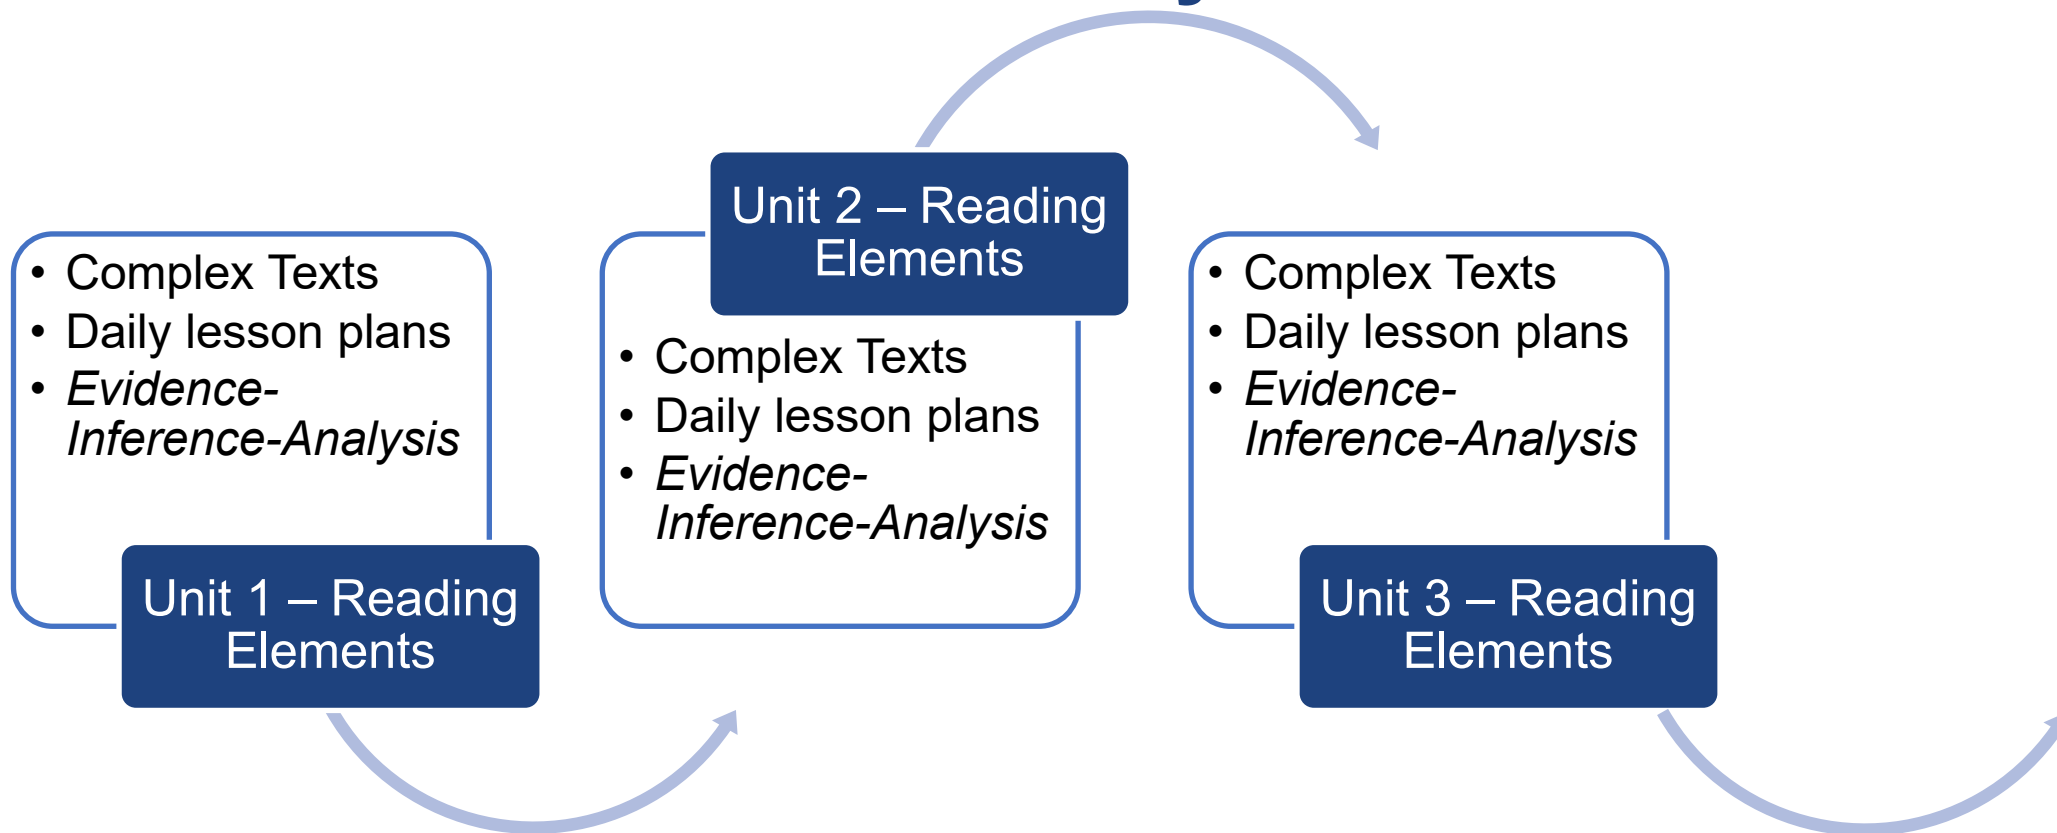 • Complex Texts
• Daily lesson plans
• Evidence-
Inference-Analysis
Unit 1 – Reading
Elements
Unit 2 – Reading
Elements
• Complex Texts
• Daily lesson plans
• Evidence-
Inference-Analysis
• Complex Texts
• Daily lesson plans
• Evidence-
Inference-Analysis
Unit 3 – Reading
Elements